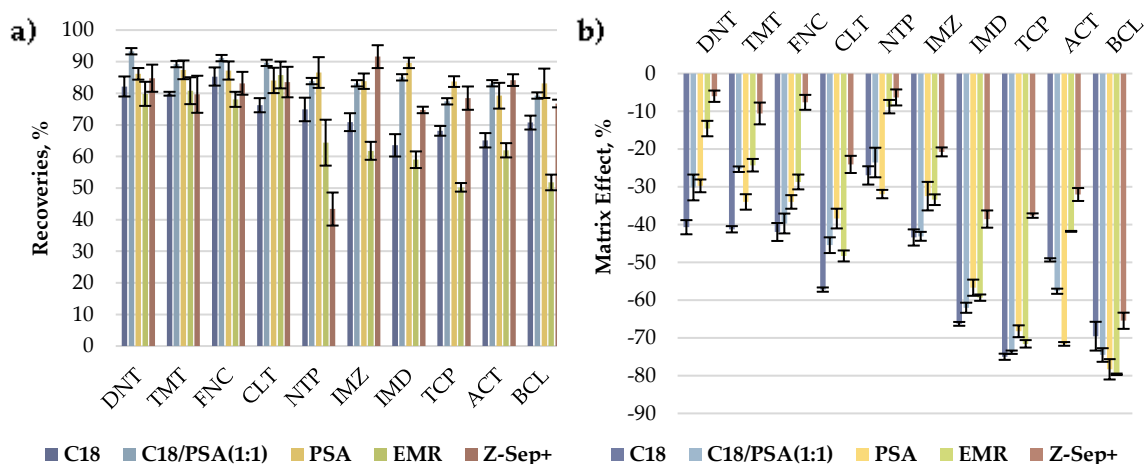 a)
Recoveries, %
100
90
80
70
60
50
40
30
20
10
0
DNT TMT FNC CLT NTP IMZ IMD TCP ACT BCL
C18 C18/PSA(1:1) PSA EMR Z-Sep+
b)
DNT TMT FNC CLT NTP IMZ IMD TCP ACT BCL
Matrix Effect, %
0
-10
-20
-30
-40
-50
-60
-70
-80
-90
C18 C18/PSA(1:1) PSA EMR Z-Sep+